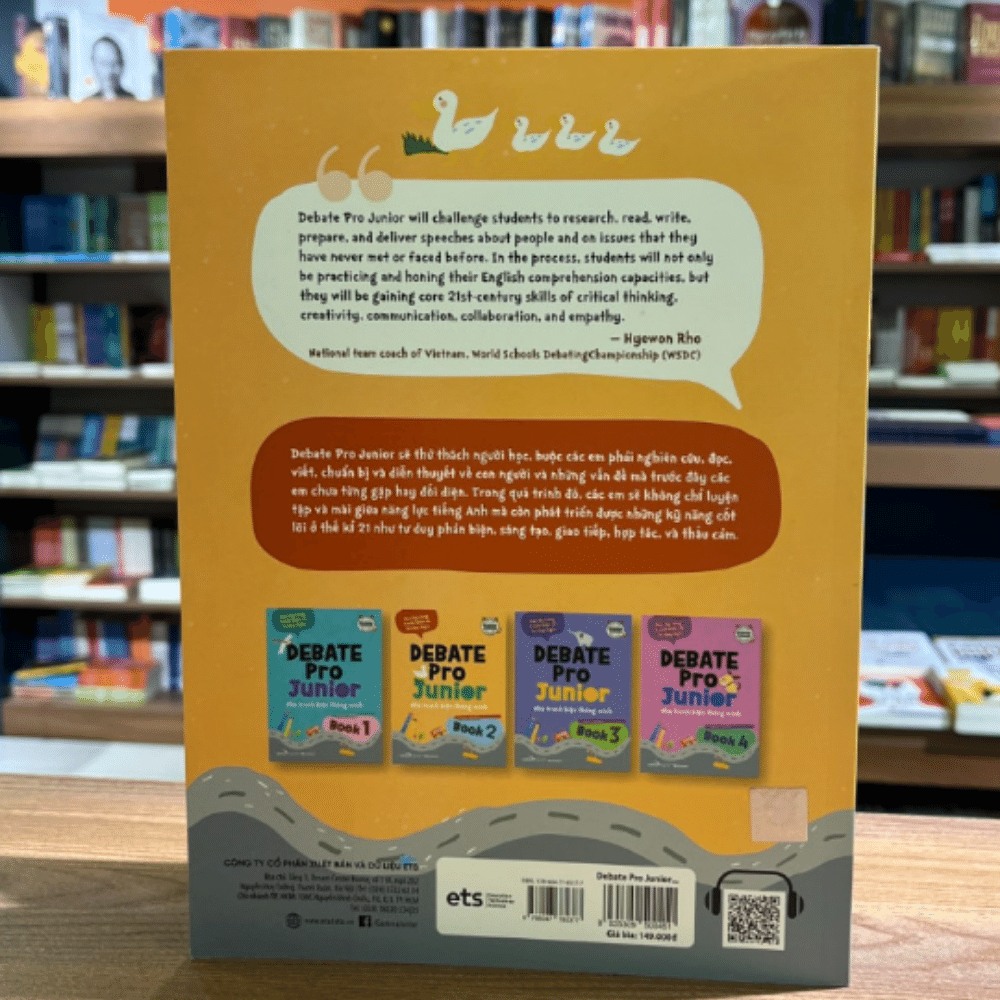 Debate Pro Junior will challenge students to research, read, write,
prepare, and deliver speeches about people and on issues that they
have never met or faced before. In the process, students will not only
be practicing and honing their English comprehension capacities, but
they will be gaining core 21st-century skills of critical thinking,
creativity, communication, collaboration, and empathy.
— Hyewon Rho
National team coach of Vietnam, World Schools DebatingChampionship (WSDC)
Debate Pro Junior sẽ thử thách người học, buộc các em phải nghiên cứu, đọc,
viết, chuẩn bị và diễn thuyết về con người và những vấn đề mà trước đây các
em chưa từng gặp hay đối diện. Trong quá trình đó, các em sẽ không chỉ luyện
tập và mài giũa năng lực tiếng Anh mà còn phát triển được những kỹ năng cốt
lõi ở thế kỉ 21 như tư duy phản biện, sáng tạo, giao tiếp, hợp tác, và thấu cảm.
DEBATE
Pro
Junior
Book 1
DEBATE
Pro
Junior
Book 2
DEBATE
Pro
Junior
Book 3
DEBATE
Pro
Junior
Book 4
CÔNG TY CỔ PHẦN XUẤT BẢN VÀ DỮ LIỆU ETS
ets
Debate Pro Junior...
Giá bìa: 149.000đ